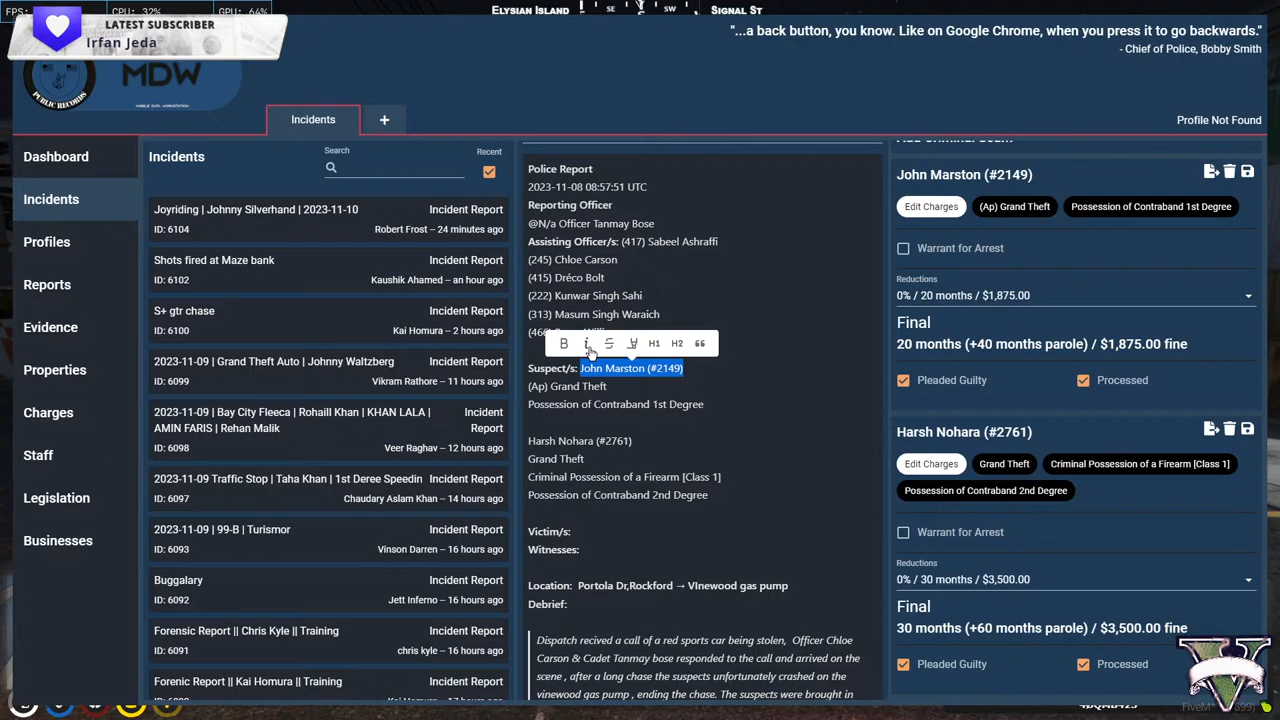 FPS: CPU: 32% GPU: 64%
ELYSIAN ISLAND SE SW SIGNAL ST
LATEST SUBSCRIBER
Irfan Jeda
PUBLIC RECORDS
MDW
MOBILE DATA WORKSTATION
"...a back button, you know. Like on Google Chrome, when you press it to go backwards."
- Chief of Police, Bobby Smith
Incidents
+
Profile Not Found
Dashboard
Incidents
Profiles
Reports
Evidence
Properties
Charges
Staff
Legislation
Businesses
Incidents
Search
Recent
Joyriding | Johnny Silverhand | 2023-11-10 Incident Report
ID: 6104 Robert Frost - 24 minutes ago
Shots fired at Maze bank Incident Report
ID: 6102 Kaushik Ahamed - an hour ago
S+ gtr chase Incident Report
ID: 6100 Kai Homura - 2 hours ago
2023-11-09 | Grand Theft Auto | Johnny Waltzberg Incident Report
ID: 6099 Vikram Rathore - 11 hours ago
2023-11-09 | Bay City Fleeca | Rohaill Khan | KHAN LALA | Incident
AMIN FARIS | Rehan Malik Report
ID: 6098 Veer Raghav - 12 hours ago
2023-11-09 Traffic Stop | Taha Khan | 1st Deree Speedin Incident Report
ID: 6097 Chaudary Aslam Khan - 14 hours ago
2023-11-09 | 99-B | Turismor Incident Report
ID: 6093 Vinson Darren - 16 hours ago
Buggalary Incident Report
ID: 6092 Jett Inferno - 16 hours ago
Forensic Report || Chris Kyle || Training Incident Report
ID: 6091 chris kyle - 16 hours ago
Forenic Report || Kai Homura || Training Incident Report
Police Report
2023-11-08 08:57:51 UTC
Reporting Officer
@N/a Officer Tanmay Bose
Assisting Officer/s: (417) Sabeel Ashraffi
(245) Chloe Carson
(415) Dréco Bolt
(222) Kunwar Singh Sahi
(313) Masum Singh Waraich
B i S H1 H2
Suspect/s: John Marston (#2149)
(Ap) Grand Theft
Possession of Contraband 1st Degree
Harsh Nohara (#2761)
Grand Theft
Criminal Possession of a Firearm [Class 1]
Possession of Contraband 2nd Degree
Victim/s:
Witnesses:
Location: Portola Dr,Rockford → VInewood gas pump
Debrief:
Dispatch recived a call of a red sports car being stolen, Officer Chloe
Carson & Cadet Tanmay bose responded to the call and arrived on the
scene , after a long chase the suspects unfortunately crashed on the
vinewood gas pump , ending the chase. The suspects were brought in
John Marston (#2149)
Edit Charges (Ap) Grand Theft Possession of Contraband 1st Degree
Warrant for Arrest
Reductions
0% / 20 months / $1,875.00
Final
20 months (+40 months parole) / $1,875.00 fine
Pleaded Guilty Processed
Harsh Nohara (#2761)
Edit Charges Grand Theft Criminal Possession of a Firearm [Class 1]
Possession of Contraband 2nd Degree
Warrant for Arrest
Reductions
0% / 30 months / $3,500.00
Final
30 months (+60 months parole) / $3,500.00 fine
Pleaded Guilty Processed